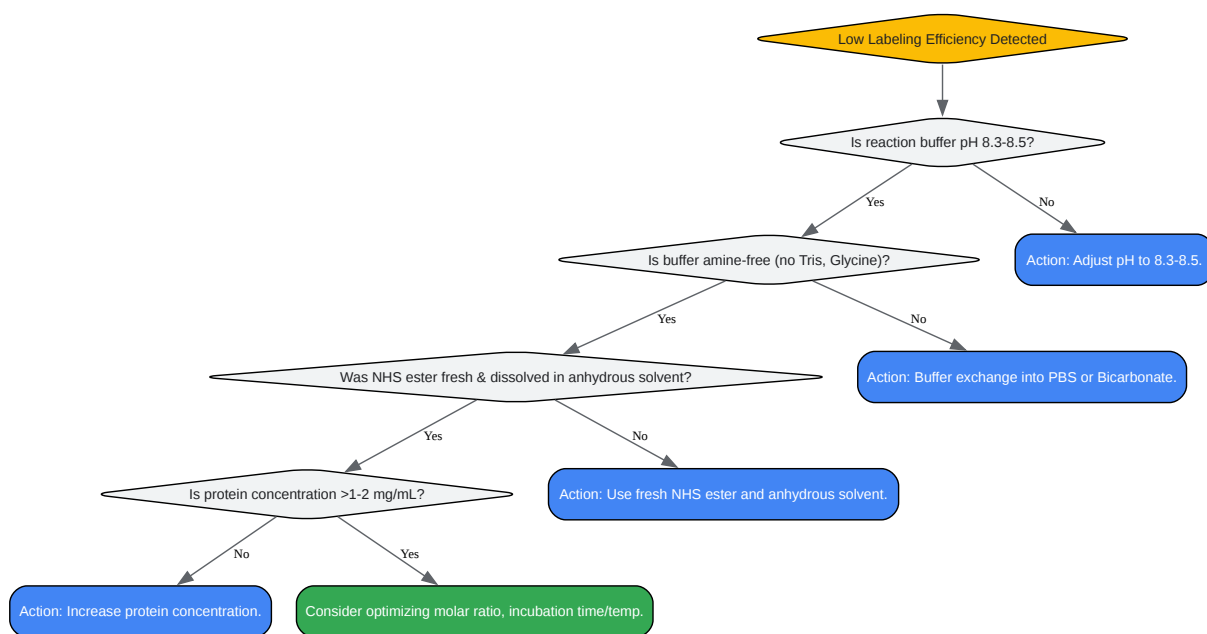 Low Labeling Efficiency Detected
Is reaction buffer pH 8.3-8.5?
Yes
No
Is buffer amine-free (no Tris, Glycine)?
Action: Adjust pH to 8.3-8.5.
Yes
No
Was NHS ester fresh & dissolved in anhydrous solvent?
Action: Buffer exchange into PBS or Bicarbonate.
Yes
No
Is protein concentration >1-2 mg/mL?
Action: Use fresh NHS ester and anhydrous solvent.
No
Yes
Action: Increase protein concentration.
Consider optimizing molar ratio, incubation time/temp.